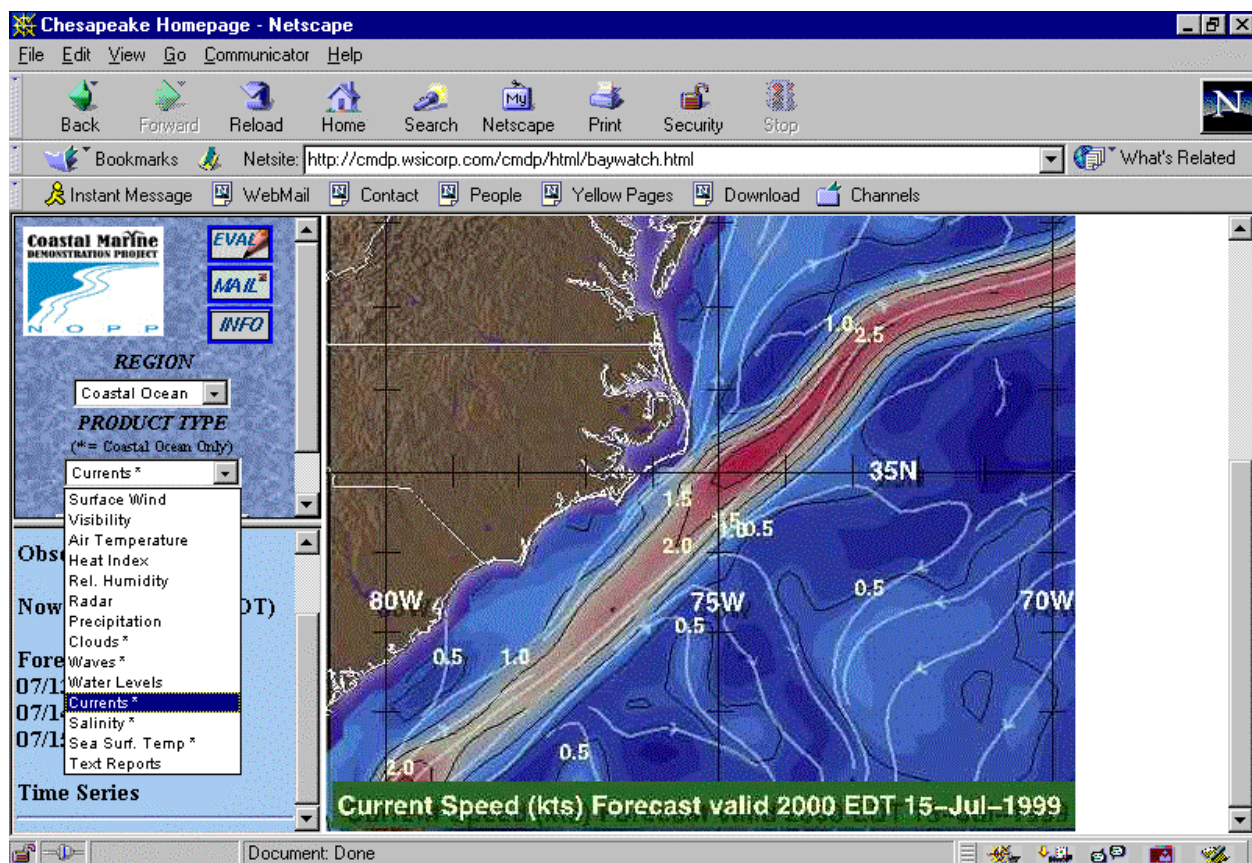 Chesapeake Homepage - Netscape
File Edit View Go Communicator Help
Back Forward Reload Home Search Netscape Print Security Stop
My
N
Bookmarks Netsite: http://cmdp.wsicorp.com/cmdp/html/baywatch.html What's Related
Instant Message WebMail Contact People Yellow Pages Download Channels
Coastal Marine
DEMONSTRATION PROJECT
N O P P
EVAL
MAIL
INFO
REGION
Coastal Ocean
PRODUCT TYPE
(*= Coastal Ocean Only)
Currents *
Surface Wind
Visibility
Air Temperature
Heat Index
Rel. Humidity
Radar
Precipitation
Clouds *
Waves *
Water Levels
Currents *
Salinity *
Sea Surf. Temp *
Text Reports
Obs
Now DT)
Fore
07/1
07/1
07/1
Time Series
1.0
2.5
35N
1.5
0.5
2.0
80W
75W
70W
0.5
0.5
0.5
1.0
0.5
2.0
Current Speed (kts) Forecast valid 2000 EDT 15-Jul-1999
Document: Done